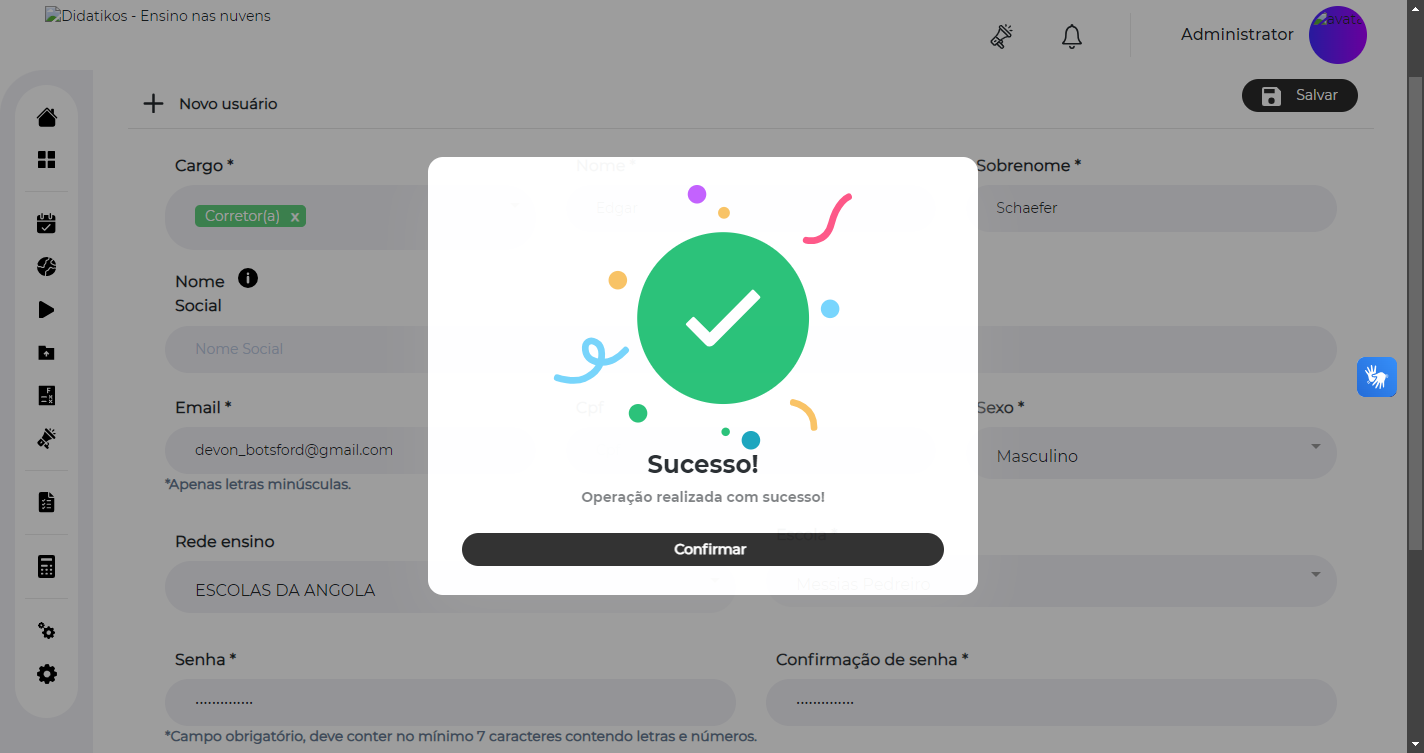 Didatikos - Ensino nas nuvens
Administrator
Novo usuário
Salvar
Cargo *
Nome *
Sobrenome *
Corretor(a) x
Edgar
Schaefer
Nome
Social
Nome Social
Email *
Cpf
Sexo *
devon_botsford@gmail.com
Masculino
*Apenas letras minúsculas.
Sucesso!
Operação realizada com sucesso!
Confirmar
Rede ensino
Escola *
ESCOLAS DA ANGOLA
Messias Pedreiro
Senha *
Confirmação de senha *
*Campo obrigatório, deve conter no mínimo 7 caracteres contendo letras e números.